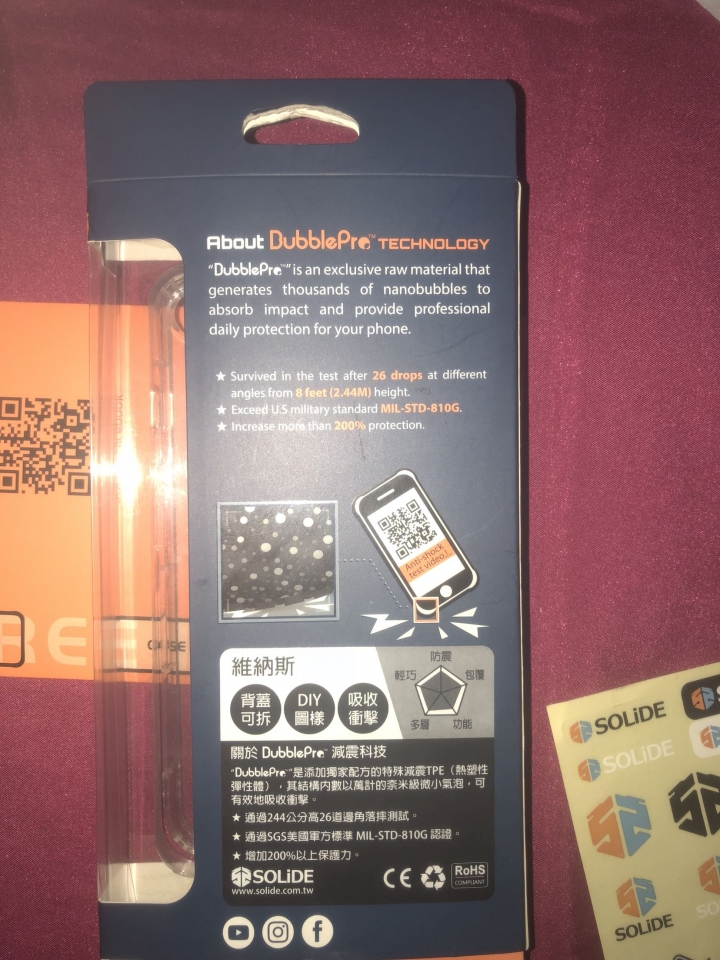 About DubblePro™ TECHNOLOGY
"DubblePro™" is an exclusive raw material that
generates thousands of nanobubbles to
absorb impact and provide professional
daily protection for your phone.
★ Survived in the test after 26 drops at different
angles from 8 feet (2.44M) height.
★ Exceed U.S military standard MIL-STD-810G.
★ Increase more than 200% protection.
Anti-shock
test video!
維納斯
背蓋
可拆
DIY
圖樣
吸收
衝擊
防震
輕巧
包覆
多層
功能
關於 DubblePro™ 減震科技
"DubblePro™"是添加獨家配方的特殊減震TPE（熱塑性
彈性體），其結構內數以萬計的奈米級微小氣泡，可
有效地吸收衝擊。
★ 通過244公分高26道邊角落摔測試。
★ 通過SGS美國軍方標準 MIL-STD-810G 認證。
★ 增加200%以上保護力。
SOLiDE
www.solide.com.tw
CE
RoHS
COMPLIANT
REE
SOLiDE
SOLiDE
SOLiDE